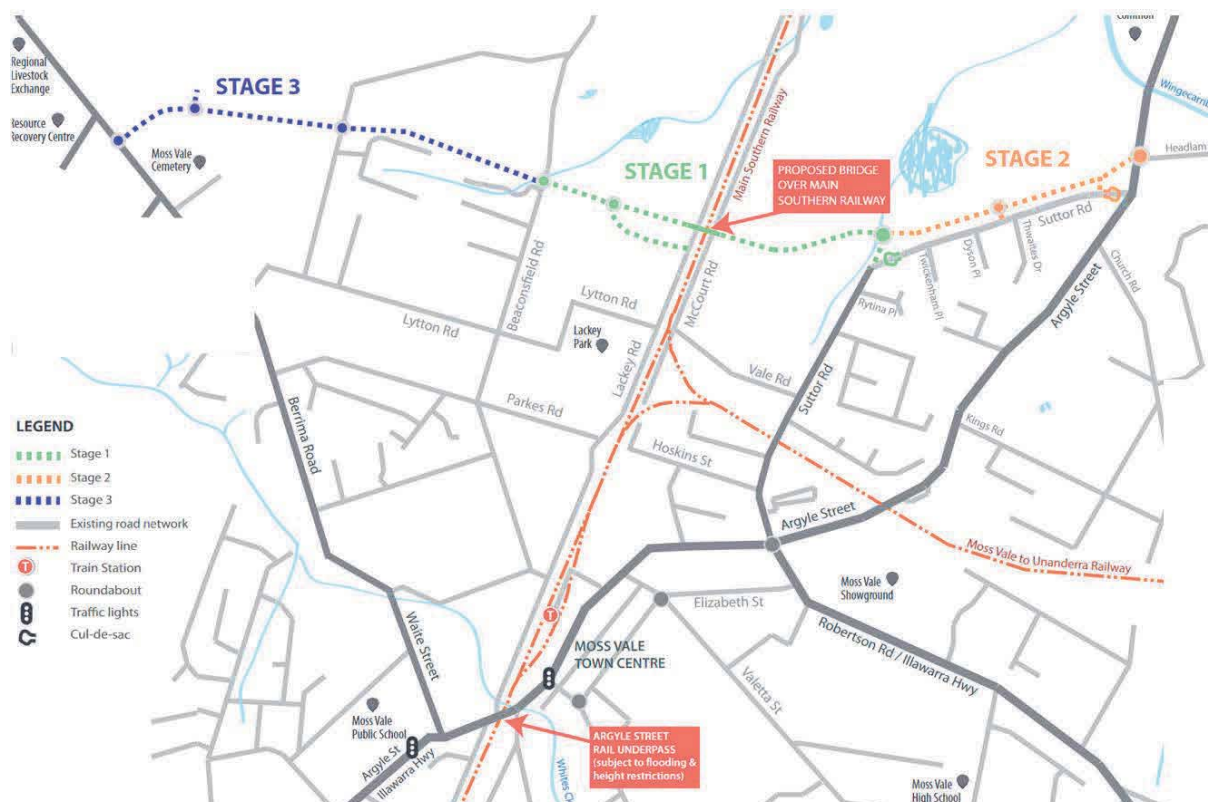 Common
Regional
Livestock
Exchange
Resource
Recovery Centre
STAGE 3
Moss Vale
Cemetery
STAGE 1
Main Southern Railway
PROPOSED BRIDGE
OVER MAIN
SOUTHERN RAILWAY
STAGE 2
Wingecarri
Headlam
Suttor Rd
Thwaites Dr
Dyson Pl
Twickenham Pl
Rytina Pl
Church Rd
Argyle Street
Beaconsfield Rd
Lytton Rd
Lytton Rd
Lackey
Park
McCourt Rd
Lackey Rd
Vale Rd
Suttor Rd
Parkes Rd
Hoskins St
Kings Rd
Berrima Road
Argyle Street
Moss Vale to Unanderra Railway
LEGEND
Stage 1
Stage 2
Stage 3
Existing road network
Railway line
T
Train Station
Roundabout
Traffic lights
Cul-de-sac
T
Moss Vale
Showground
Elizabeth St
Robertson Rd / Illawarra Hwy
Waite Street
MOSS VALE
TOWN CENTRE
Valetta St
Moss Vale
Public School
Argyle St
Illawarra Hwy
ARGYLE STREET
RAIL UNDERPASS
(subject to flooding &
height restrictions)
Whites
Moss Vale
High School